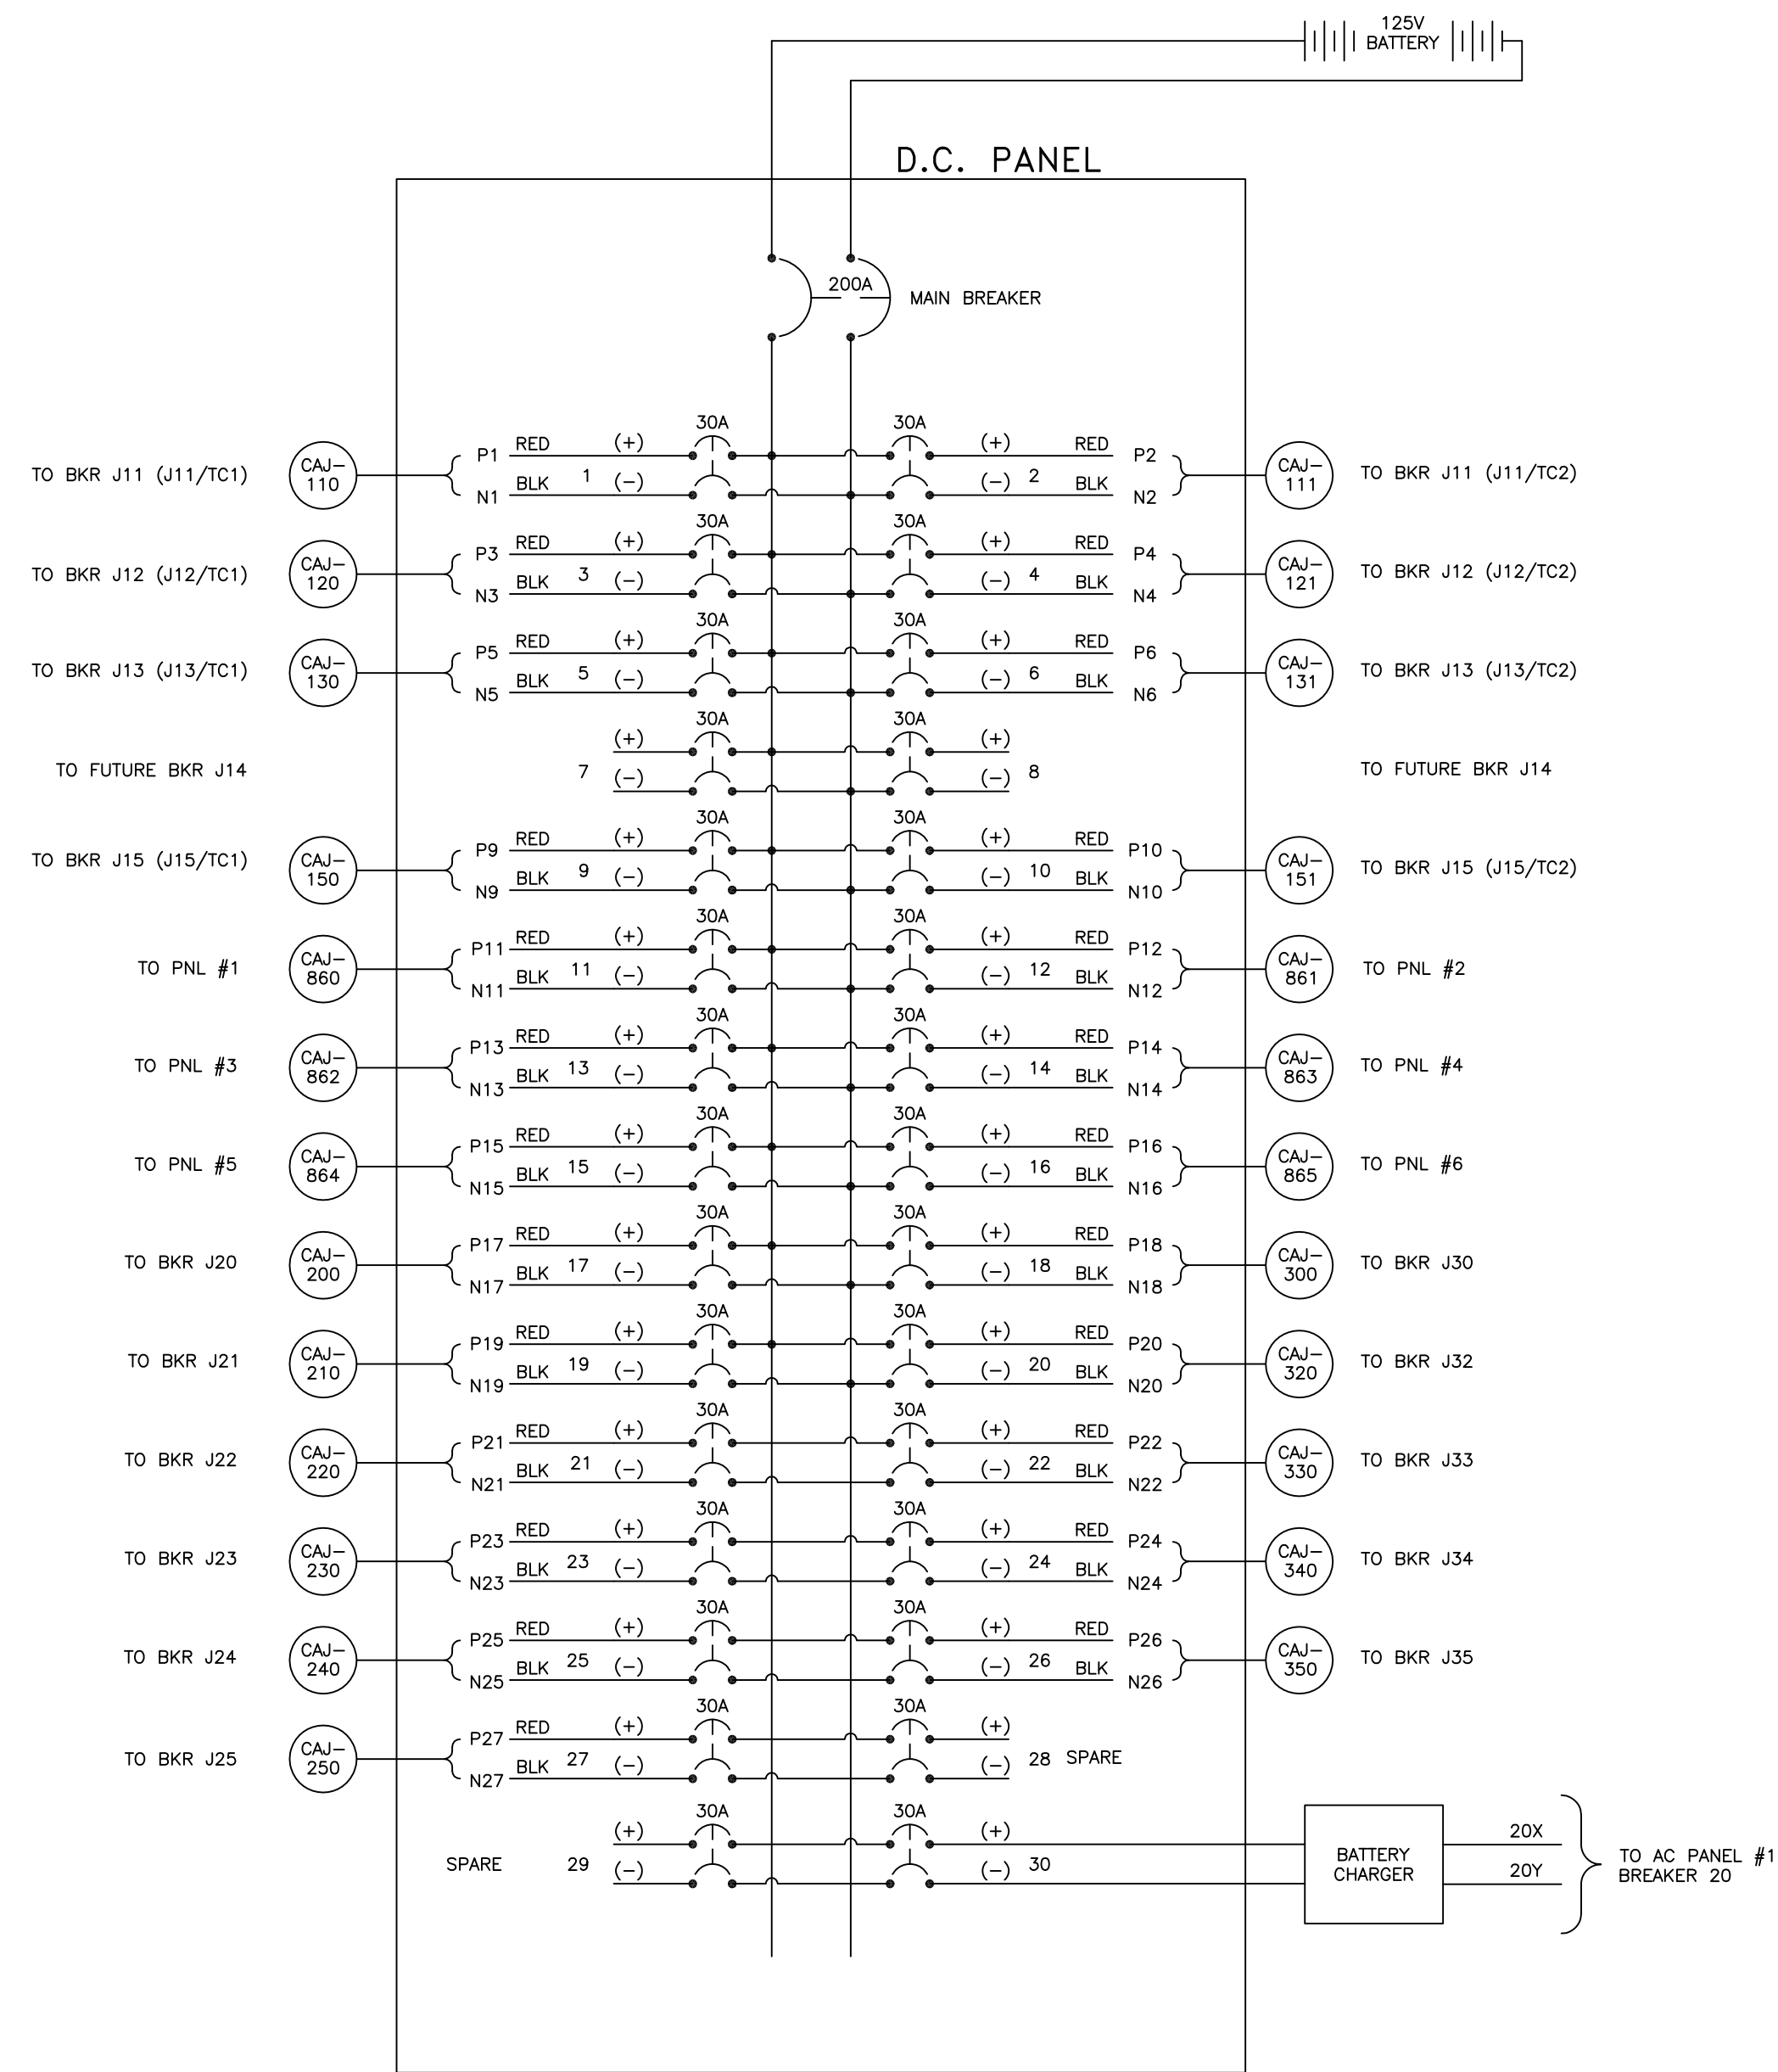 125V
BATTERY
D.C. PANEL
200A
MAIN BREAKER
30A 30A
TO BKR J11 (J11/TC1) CAJ-110 P1 RED (+) (+) RED P2 CAJ-111 TO BKR J11 (J11/TC2)
N1 BLK 1 (-) (-) 2 BLK N2
30A 30A
TO BKR J12 (J12/TC1) CAJ-120 P3 RED (+) (+) RED P4 CAJ-121 TO BKR J12 (J12/TC2)
N3 BLK 3 (-) (-) 4 BLK N4
30A 30A
TO BKR J13 (J13/TC1) CAJ-130 P5 RED (+) (+) RED P6 CAJ-131 TO BKR J13 (J13/TC2)
N5 BLK 5 (-) (-) 6 BLK N6
30A 30A
TO FUTURE BKR J14 (+) (+) TO FUTURE BKR J14
7 (-) (-) 8
30A 30A
TO BKR J15 (J15/TC1) CAJ-150 P9 RED (+) (+) RED P10 CAJ-151 TO BKR J15 (J15/TC2)
N9 BLK 9 (-) (-) 10 BLK N10
30A 30A
TO PNL #1 CAJ-860 P11 RED (+) (+) RED P12 CAJ-861 TO PNL #2
N11 BLK 11 (-) (-) 12 BLK N12
30A 30A
TO PNL #3 CAJ-862 P13 RED (+) (+) RED P14 CAJ-863 TO PNL #4
N13 BLK 13 (-) (-) 14 BLK N14
30A 30A
TO PNL #5 CAJ-864 P15 RED (+) (+) RED P16 CAJ-865 TO PNL #6
N15 BLK 15 (-) (-) 16 BLK N16
30A 30A
TO BKR J20 CAJ-200 P17 RED (+) (+) RED P18 CAJ-300 TO BKR J30
N17 BLK 17 (-) (-) 18 BLK N18
30A 30A
TO BKR J21 CAJ-210 P19 RED (+) (+) RED P20 CAJ-320 TO BKR J32
N19 BLK 19 (-) (-) 20 BLK N20
30A 30A
TO BKR J22 CAJ-220 P21 RED (+) (+) RED P22 CAJ-330 TO BKR J33
N21 BLK 21 (-) (-) 22 BLK N22
30A 30A
TO BKR J23 CAJ-230 P23 RED (+) (+) RED P24 CAJ-340 TO BKR J34
N23 BLK 23 (-) (-) 24 BLK N24
30A 30A
TO BKR J24 CAJ-240 P25 RED (+) (+) RED P26 CAJ-350 TO BKR J35
N25 BLK 25 (-) (-) 26 BLK N26
30A 30A
TO BKR J25 CAJ-250 P27 RED (+) (+)
N27 BLK 27 (-) (-) 28 SPARE
30A 30A
(+) (+)
SPARE 29 (-) (-) 30
BATTERY
CHARGER
20X
20Y
TO AC PANEL #1
BREAKER 20